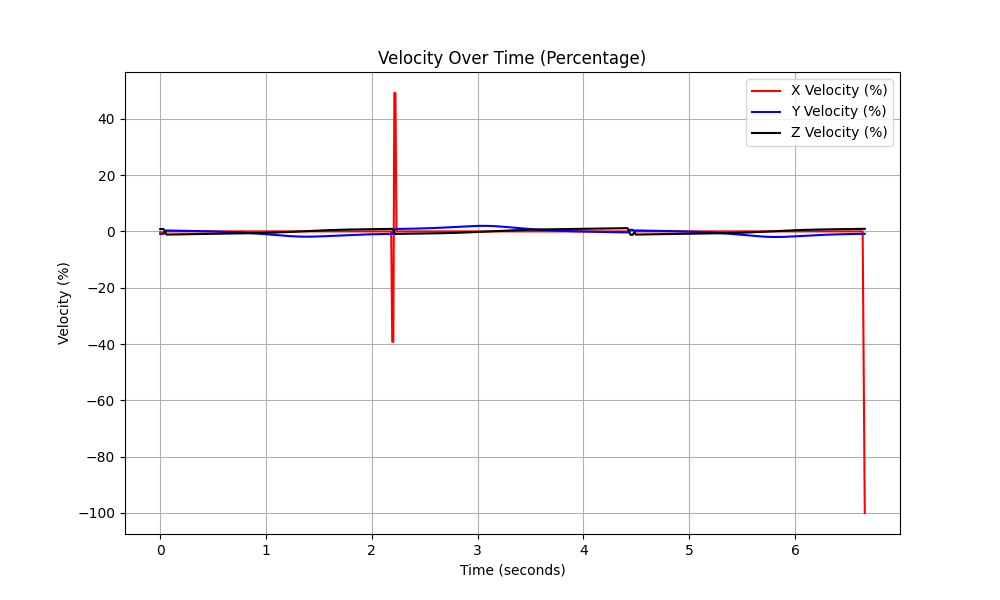 Velocity Over Time (Percentage)
X Velocity (%)
Y Velocity (%)
Z Velocity (%)
Velocity (%)
40
20
0
−20
−40
−60
−80
−100
0 1 2 3 4 5 6
Time (seconds)